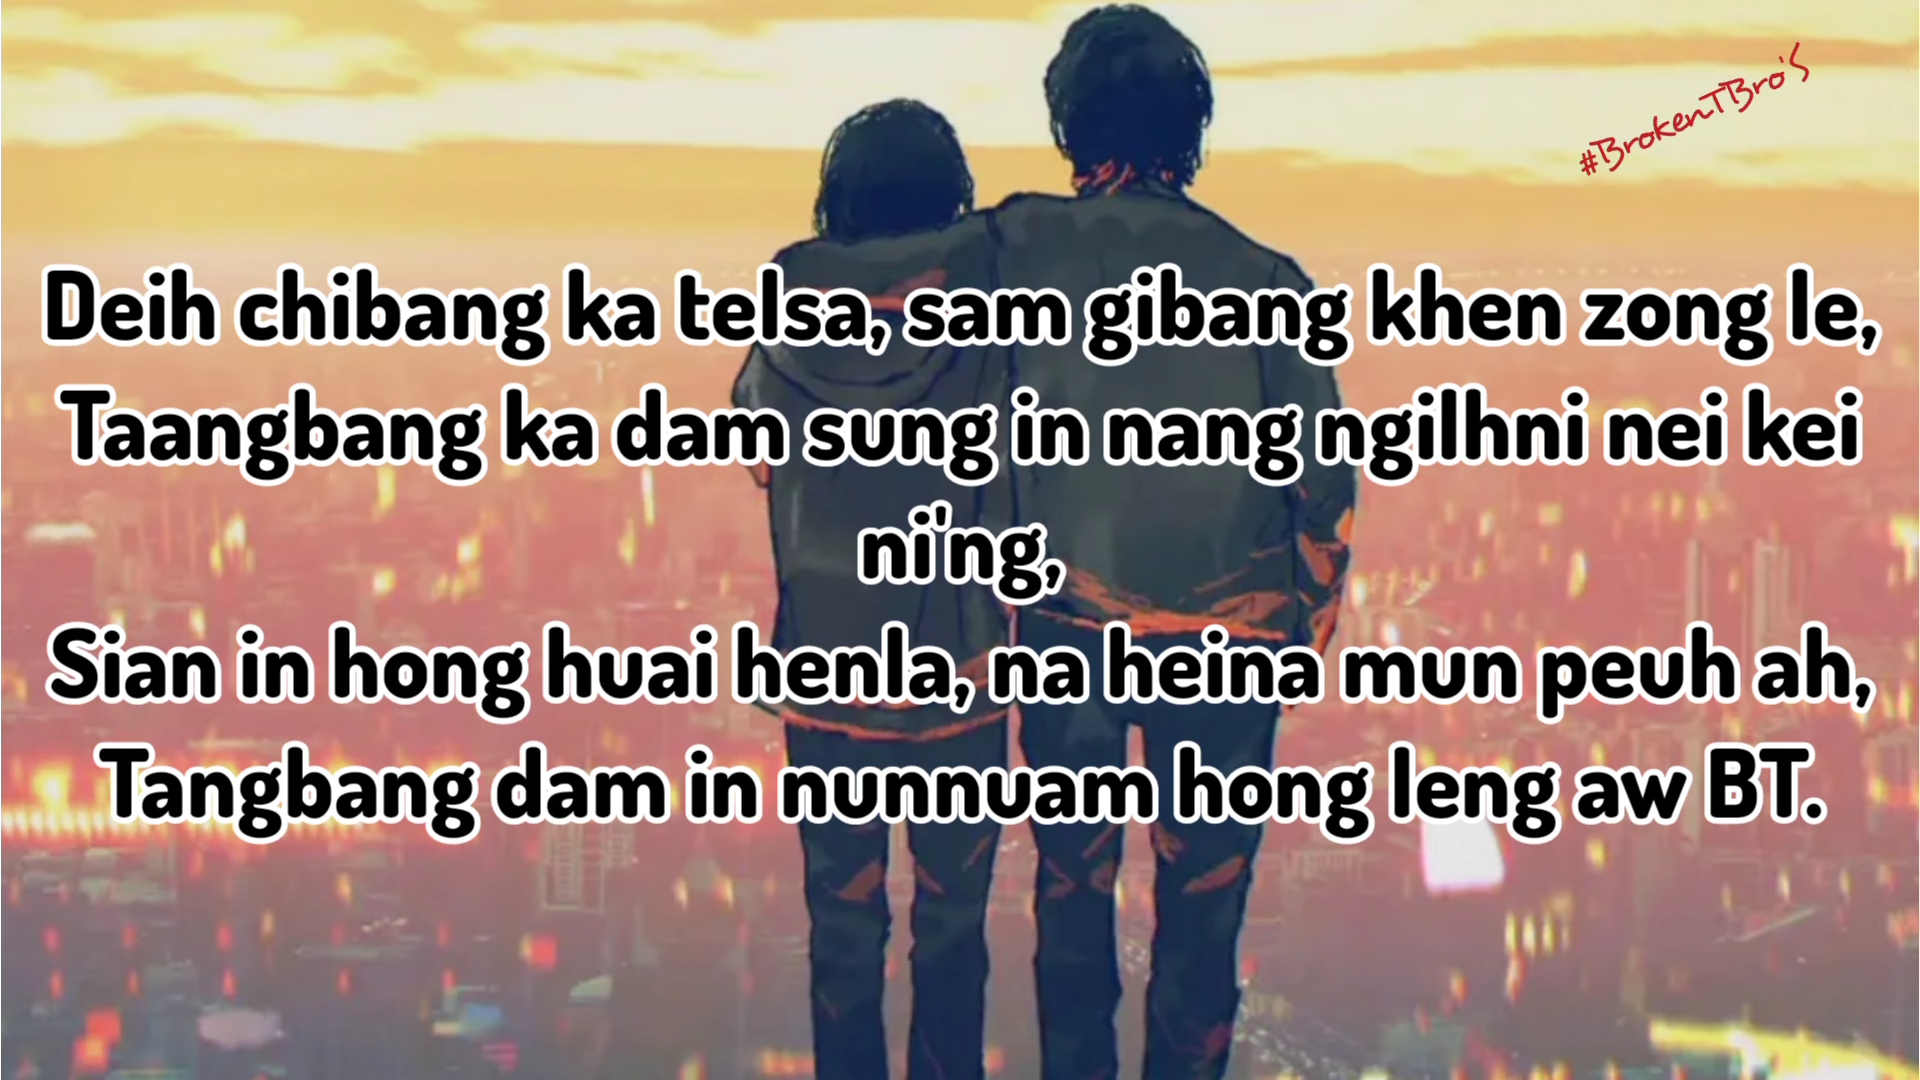 #BrokenTBro'S
Deih chibang ka telsa, sam gibang khen zong le,
Taangbang ka dam sung in nang ngilhni nei kei
ni'ng,
Sian in hong huai henla, na heina mun peuh ah,
Tangbang dam in nunnuam hong leng aw BT.